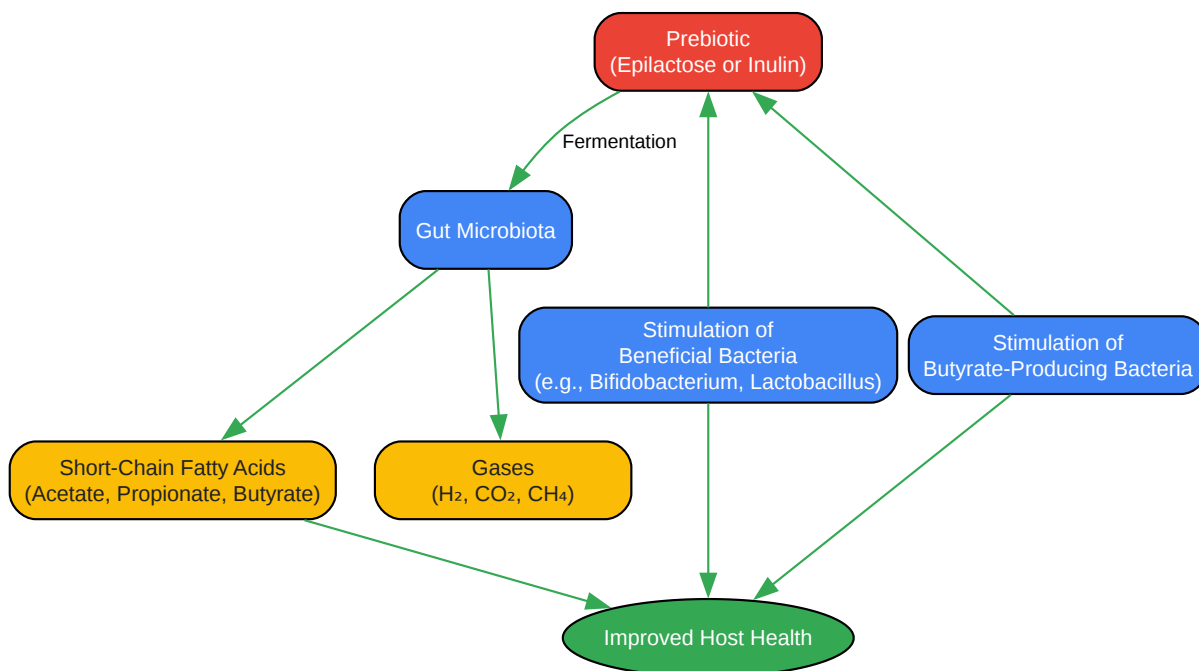 Prebiotic
(Epilactose or Inulin)
Fermentation
Gut Microbiota
Stimulation of
Beneficial Bacteria
(e.g., Bifidobacterium, Lactobacillus)
Stimulation of
Butyrate-Producing Bacteria
Short-Chain Fatty Acids
(Acetate, Propionate, Butyrate)
Gases
(H₂, CO₂, CH₄)
Improved Host Health